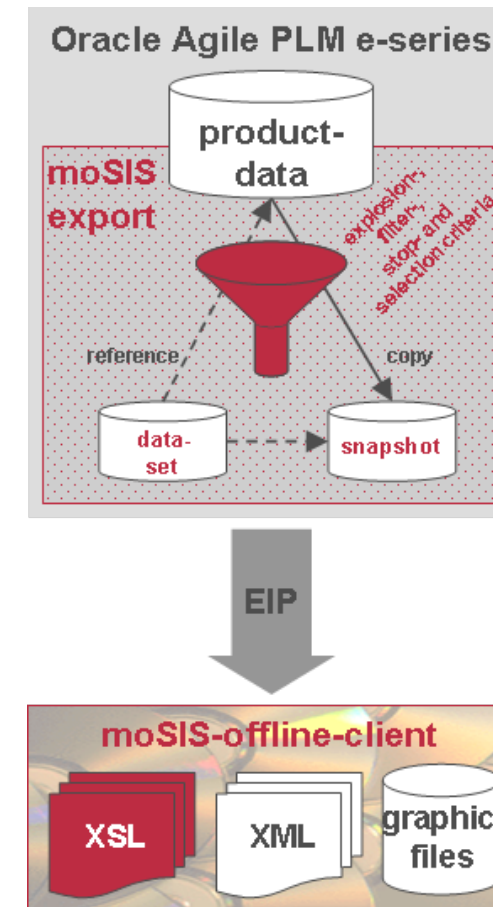 Oracle Agile PLM e-series
product-
data
moSIS
export
explosion-,
filter-,
stop- and
selection criteria
reference
copy
data-
set
snapshot
EIP
moSIS-offline-client
XSL
XML
graphic
files